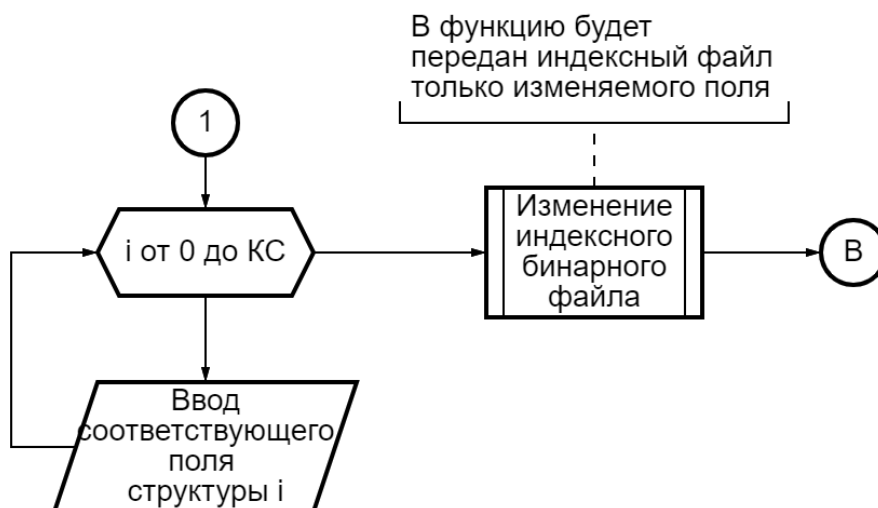 В функцию будет
передан индексный файл
только изменяемого поля
1
i от 0 до КС
Изменение
индексного
бинарного
файла
В
Ввод
соответствующего
поля
структуры i